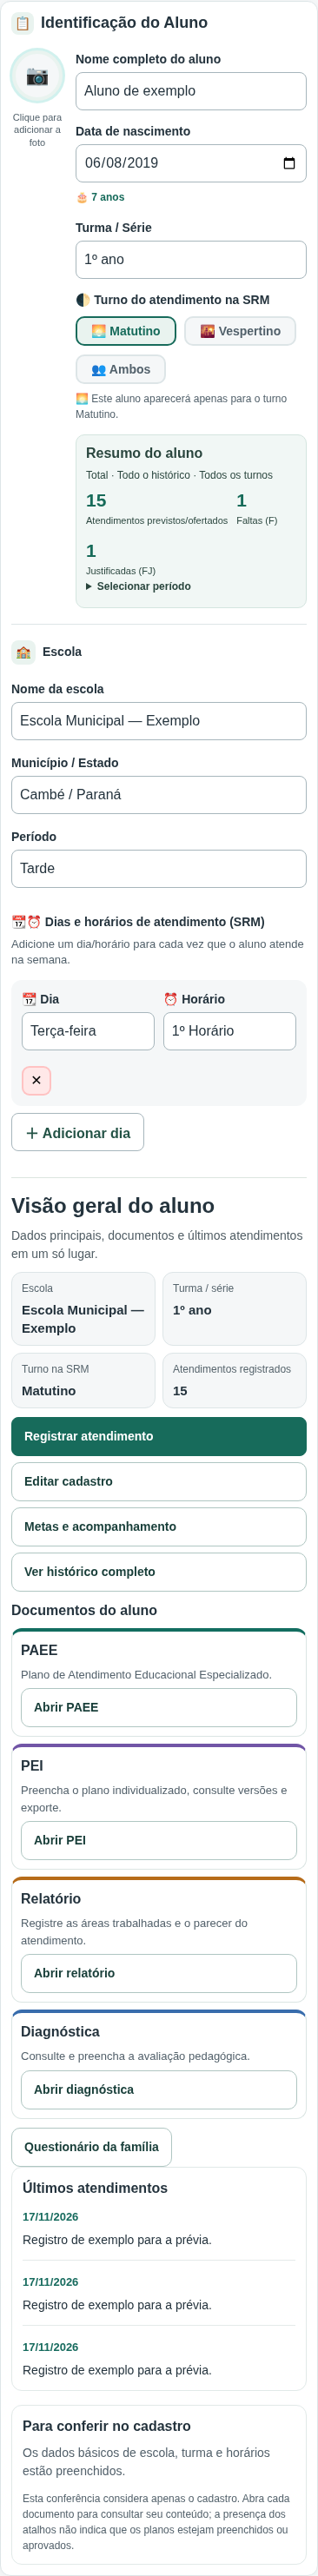 📋 Identificação do Aluno
📷
Clique para
adicionar a
foto
Nome completo do aluno
Aluno de exemplo
Data de nascimento
06/08/2019
🎂 7 anos
Turma / Série
1º ano
🌓 Turno do atendimento na SRM
🌅 Matutino
🌇 Vespertino
👥 Ambos
🌅 Este aluno aparecerá apenas para o turno
Matutino.
Resumo do aluno
Total · Todo o histórico · Todos os turnos
15
Atendimentos previstos/ofertados
1
Faltas (F)
1
Justificadas (FJ)
▶ Selecionar período
🏫 Escola
Nome da escola
Escola Municipal — Exemplo
Município / Estado
Cambé / Paraná
Período
Tarde
📆⏰ Dias e horários de atendimento (SRM)
Adicione um dia/horário para cada vez que o aluno atende
na semana.
📆 Dia
Terça-feira
⏰ Horário
1º Horário
✕
＋ Adicionar dia
Visão geral do aluno
Dados principais, documentos e últimos atendimentos
em um só lugar.
Escola
Escola Municipal —
Exemplo
Turma / série
1º ano
Turno na SRM
Matutino
Atendimentos registrados
15
Registrar atendimento
Editar cadastro
Metas e acompanhamento
Ver histórico completo
Documentos do aluno
PAEE
Plano de Atendimento Educacional Especializado.
Abrir PAEE
PEI
Preencha o plano individualizado, consulte versões e
exporte.
Abrir PEI
Relatório
Registre as áreas trabalhadas e o parecer do
atendimento.
Abrir relatório
Diagnóstica
Consulte e preencha a avaliação pedagógica.
Abrir diagnóstica
Questionário da família
Últimos atendimentos
17/11/2026
Registro de exemplo para a prévia.
17/11/2026
Registro de exemplo para a prévia.
17/11/2026
Registro de exemplo para a prévia.
Para conferir no cadastro
Os dados básicos de escola, turma e horários
estão preenchidos.
Esta conferência considera apenas o cadastro. Abra cada
documento para consultar seu conteúdo; a presença dos
atalhos não indica que os planos estejam preenchidos ou
aprovados.